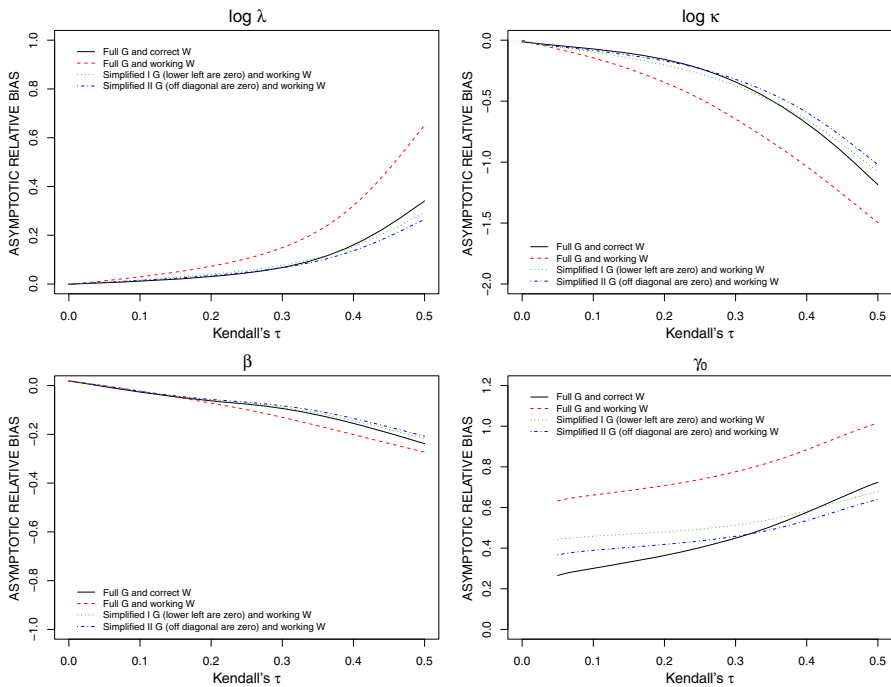 log λ
ASYMPTOTIC RELATIVE BIAS
1.0
0.8
0.6
0.4
0.2
0.0
Full G and correct W
Full G and working W
Simplified I G (lower left are zero) and working W
Simplified II G (off diagonal are zero) and working W
0.0 0.1 0.2 0.3 0.4 0.5
Kendall's τ
log κ
ASYMPTOTIC RELATIVE BIAS
0.0
−0.5
−1.0
−1.5
−2.0
Full G and correct W
Full G and working W
Simplified I G (lower left are zero) and working W
Simplified II G (off diagonal are zero) and working W
0.0 0.1 0.2 0.3 0.4 0.5
Kendall's τ
β
ASYMPTOTIC RELATIVE BIAS
0.0
−0.2
−0.4
−0.6
−0.8
−1.0
Full G and correct W
Full G and working W
Simplified I G (lower left are zero) and working W
Simplified II G (off diagonal are zero) and working W
0.0 0.1 0.2 0.3 0.4 0.5
Kendall's τ
γ0
ASYMPTOTIC RELATIVE BIAS
1.2
1.0
0.8
0.6
0.4
0.2
0.0
Full G and correct W
Full G and working W
Simplified I G (lower left are zero) and working W
Simplified II G (off diagonal are zero) and working W
0.0 0.1 0.2 0.3 0.4 0.5
Kendall's τ